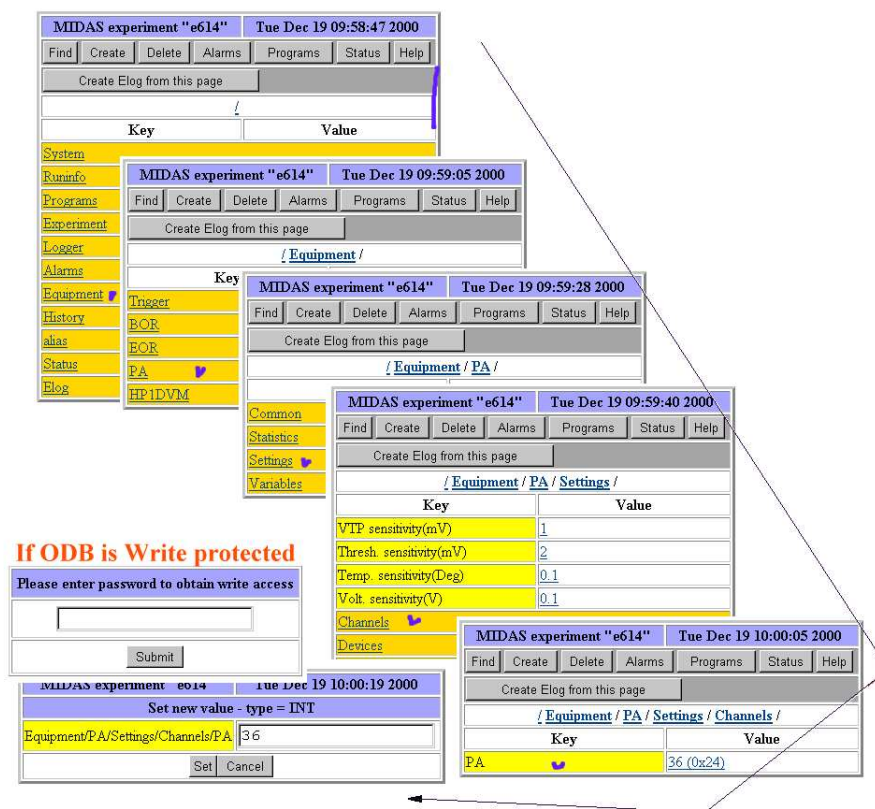 MIDAS experiment "e614" Tue Dec 19 09:58:47 2000
Find Create Delete Alarms Programs Status Help
Create Elog from this page
/
Key Value
System
Runinfo
Programs
Experiment
Logger
Alarms
Equipment
History
alias
Status
Elog
MIDAS experiment "e614" Tue Dec 19 09:59:05 2000
Find Create Delete Alarms Programs Status Help
Create Elog from this page
/ Equipment /
Key
Trigger
BOR
EOR
PA
HP1DVM
MIDAS experiment "e614" Tue Dec 19 09:59:28 2000
Find Create Delete Alarms Programs Status Help
Create Elog from this page
/ Equipment / PA /
Common
Statistics
Settings
Variables
MIDAS experiment "e614" Tue Dec 19 09:59:40 2000
Find Create Delete Alarms Programs Status Help
Create Elog from this page
/ Equipment / PA / Settings /
Key Value
VTP sensitivity(mV) 1
Thresh. sensitivity(mV) 2
Temp. sensitivity(Deg) 0.1
Volt. sensitivity(V) 0.1
Channels
Devices
MIDAS experiment "e614" Tue Dec 19 10:00:05 2000
Find Create Delete Alarms Programs Status Help
Create Elog from this page
/ Equipment / PA / Settings / Channels /
Key Value
PA 36 (0x24)
If ODB is Write protected
Please enter password to obtain write access
Submit
MIDAS experiment "e614" Tue Dec 19 10:00:19 2000
Set new value - type = INT
Equipment/PA/Settings/Channels/PA 36
Set Cancel